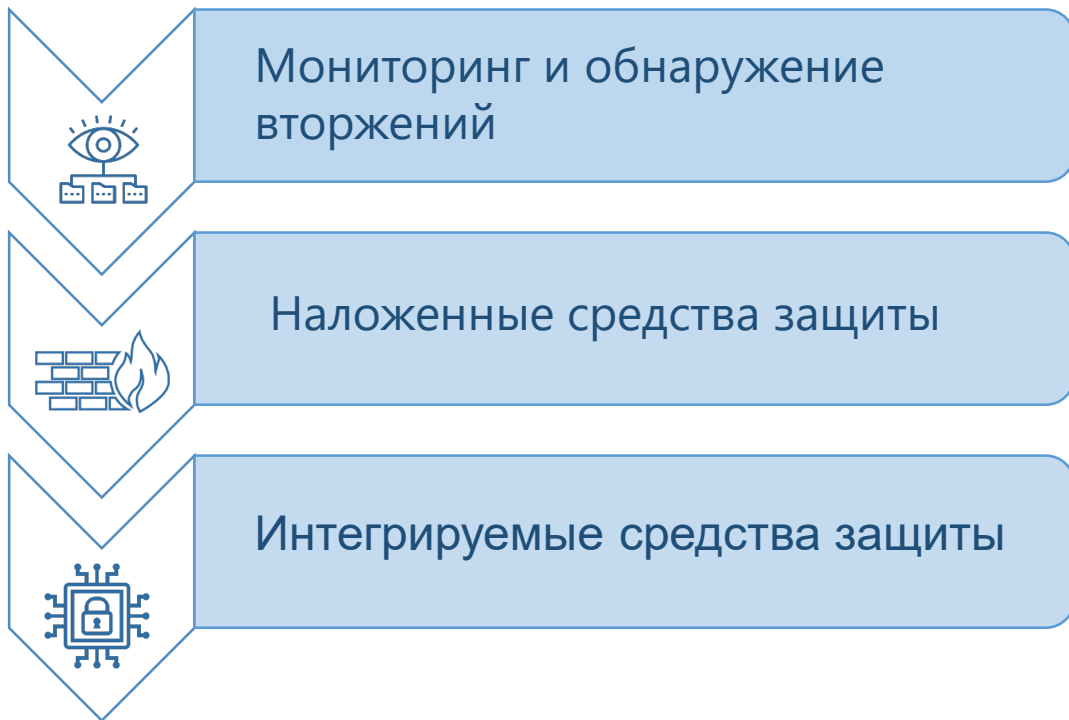 Мониторинг и обнаружение
вторжений
Наложенные средства защиты
Интегрируемые средства защиты